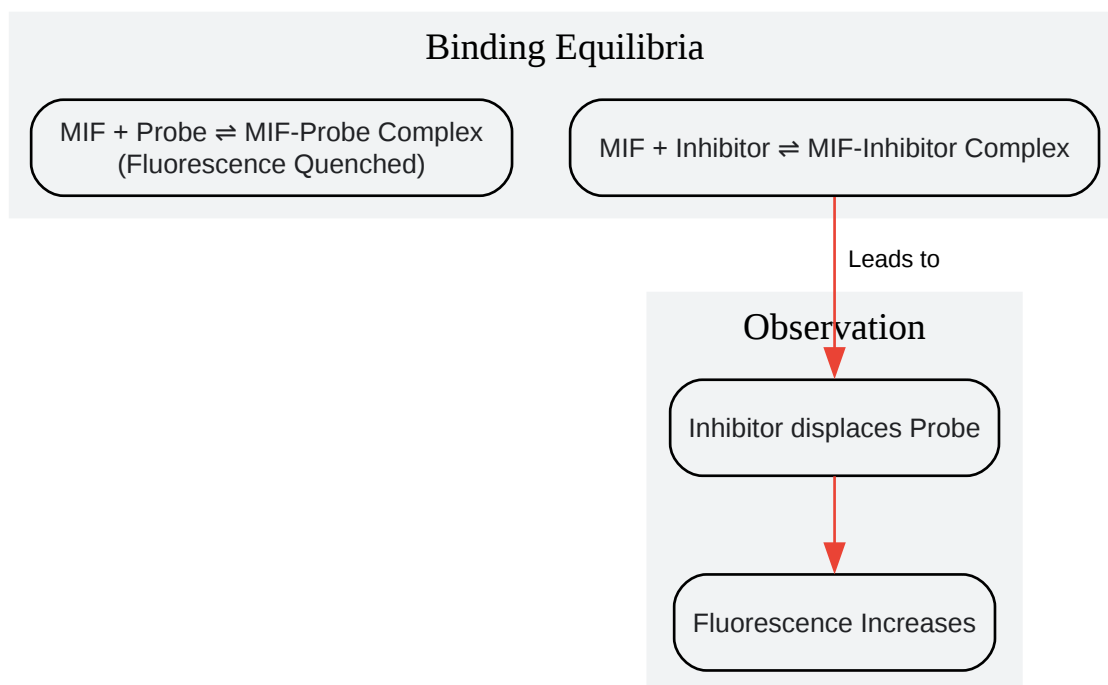 Binding Equilibria
MIF + Probe ⇌ MIF-Probe Complex
(Fluorescence Quenched)
MIF + Inhibitor ⇌ MIF-Inhibitor Complex
Leads to
Observation
Inhibitor displaces Probe
Fluorescence Increases